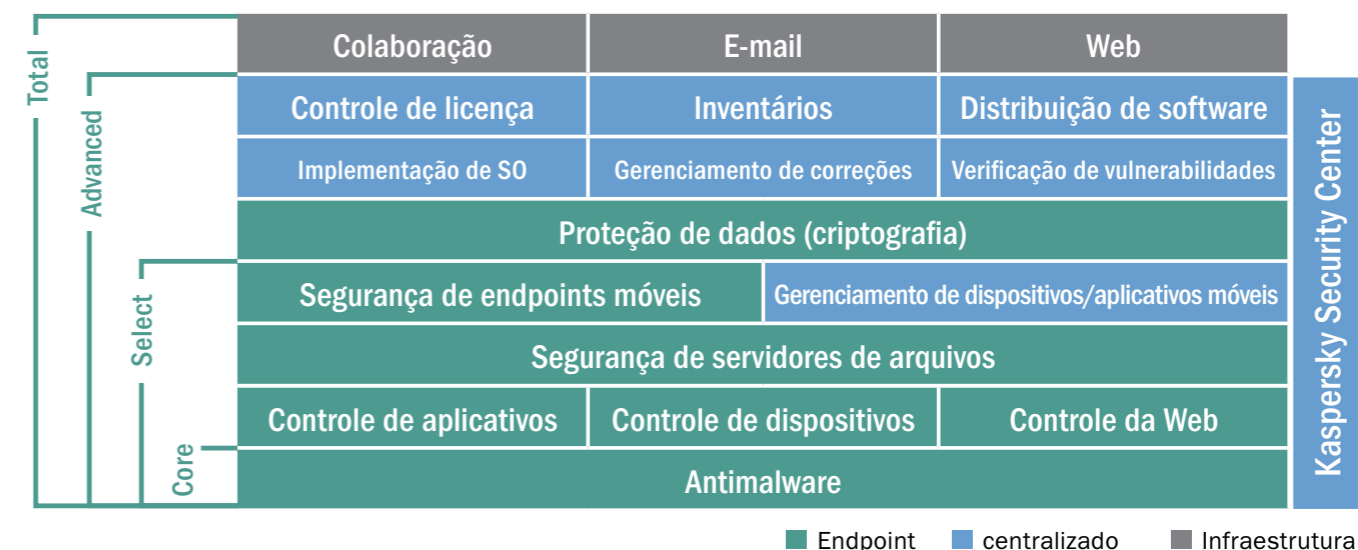 Total
Advanced
Select
Core
Colaboração
E-mail
Web
Controle de licença
Inventários
Distribuição de software
Implementação de SO
Gerenciamento de correções
Verificação de vulnerabilidades
Proteção de dados (criptografia)
Segurança de endpoints móveis
Gerenciamento de dispositivos/aplicativos móveis
Segurança de servidores de arquivos
Controle de aplicativos
Controle de dispositivos
Controle da Web
Antimalware
Kaspersky Security Center
Endpoint
centralizado
Infraestrutura